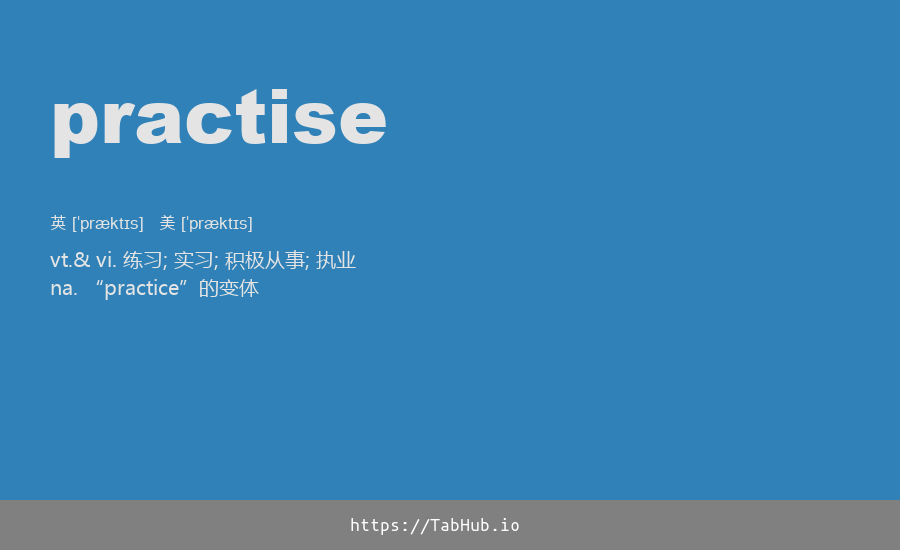 practise
英 [ˈpræktɪs] 美 [ˈpræktɪs]
vt.& vi. 练习; 实习; 积极从事; 执业
na. “practice”的变体
https://TabHub.io